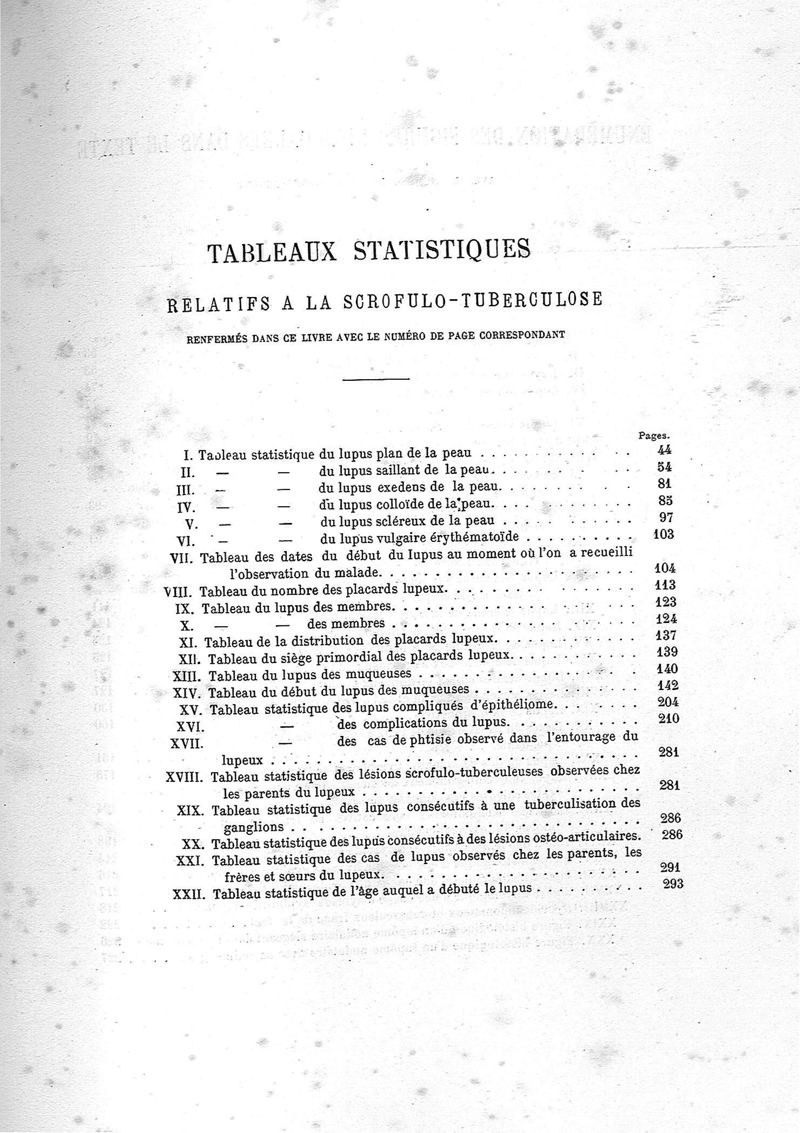 TABLEAUX STATISTIQUES
RELATIFS A LA SCROFULO-TUBERCULOSE
RENFERMÉS DANS CE LIVRE AVEC LE NUMÉRO DE PAGE CORRESPONDANT
Pages.
I. Tableau statistique du lupus plan de la peau . . . . . . . . . . . . . 44
II. — — du lupus saillant de la peau. . . . . . . . . . 54
III. — — du lupus exedens de la peau. . . . . . . . . . 81
IV. — — du lupus colloïde de la peau. . . . . . . . . . . 85
V. — — du lupus scléreux de la peau . . . . . . . . . . 97
VI. — — du lupus vulgaire érythématoïde . . . . . . . . . . 103
VII. Tableau des dates du début du lupus au moment où l'on a recueilli
l'observation du malade. . . . . . . . . . . . . . . . . . . . . . 104
VIII. Tableau du nombre des placards lupeux. . . . . . . . . . . . . . . 113
IX. Tableau du lupus des membres. . . . . . . . . . . . . . . . . . . 123
X. — — des membres . . . . . . . . . . . . . . . . . . . 124
XI. Tableau de la distribution des placards lupeux. . . . . . . . . . . . 137
XII. Tableau du siège primordial des placards lupeux. . . . . . . . . . . 139
XIII. Tableau du lupus des muqueuses . . . . . . . . . . . . . . . . . 140
XIV. Tableau du début du lupus des muqueuses . . . . . . . . . . . . . 142
XV. Tableau statistique des lupus compliqués d'épithéliome. . . . . . . . 204
XVI. — des complications du lupus. . . . . . . . . . . . 210
XVII. — des cas de phtisie observé dans l'entourage du
lupeux . . . . . . . . . . . . . . . . . . . . . . . . . . . . . . 281
XVIII. Tableau statistique des lésions scrofulo-tuberculeuses observées chez
les parents du lupeux . . . . . . . . . . . . . . . . . . . . . . . 281
XIX. Tableau statistique des lupus consécutifs à une tuberculisation des
ganglions . . . . . . . . . . . . . . . . . . . . . . . . . . . . 286
XX. Tableau statistique des lupus consécutifs à des lésions ostéo-articulaires. 286
XXI. Tableau statistique des cas de lupus observés chez les parents, les
frères et sœurs du lupeux. . . . . . . . . . . . . . . . . . . . . 291
XXII. Tableau statistique de l'âge auquel a débuté le lupus . . . . . . . . . 293